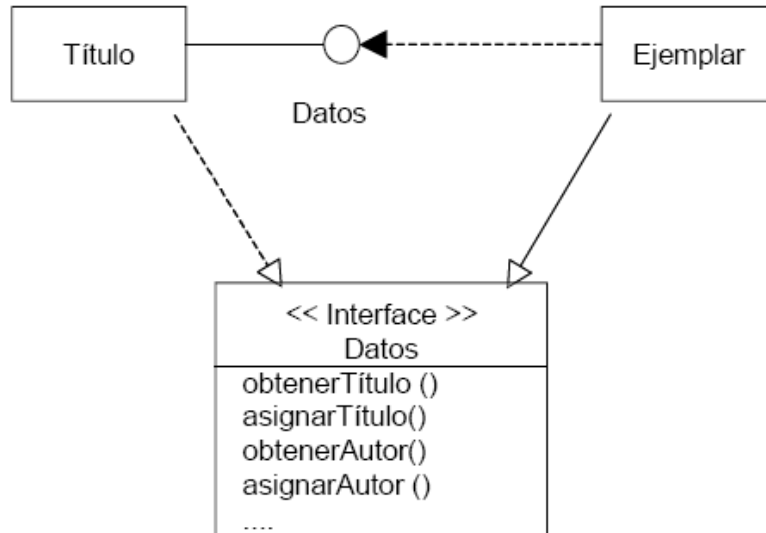 Título
Ejemplar
Datos
<< Interface >>
Datos
obtenerTítulo ()
asignarTítulo()
obtenerAutor()
asignarAutor ()
....